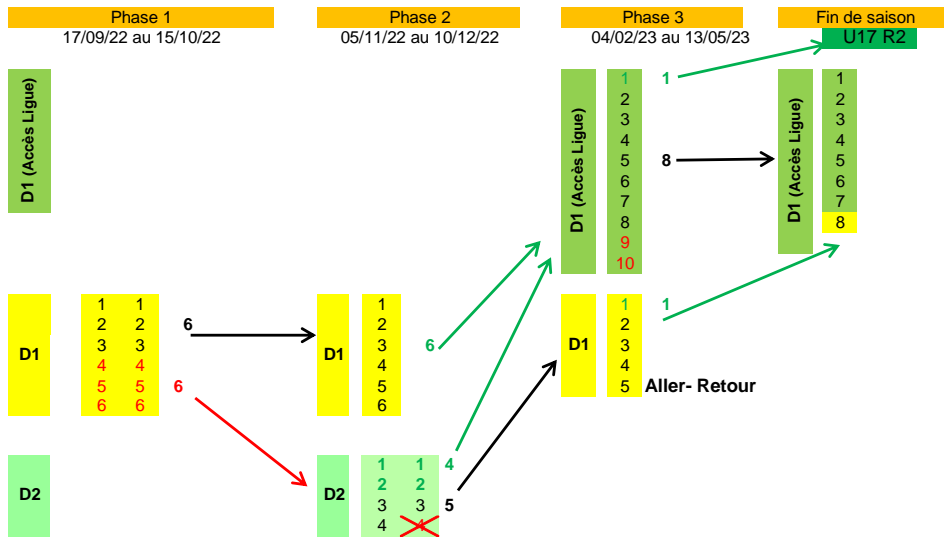 Phase 1
17/09/22 au 15/10/22
D1 (Accès Ligue)
D1
1 1
2 2
3 3
4 4
5 5
6 6
6
6
D2
Phase 2
05/11/22 au 10/12/22
D1
1
2
3
4
5
6
6
D2
1 1
2 2
3 3
4 4
4
5
Phase 3
04/02/23 au 13/05/23
D1 (Accès Ligue)
1
2
3
4
5
6
7
8
9
10
1
8
D1
1
2
3
4
5
1
Aller- Retour
Fin de saison
U17 R2
D1 (Accès Ligue)
1
2
3
4
5
6
7
8